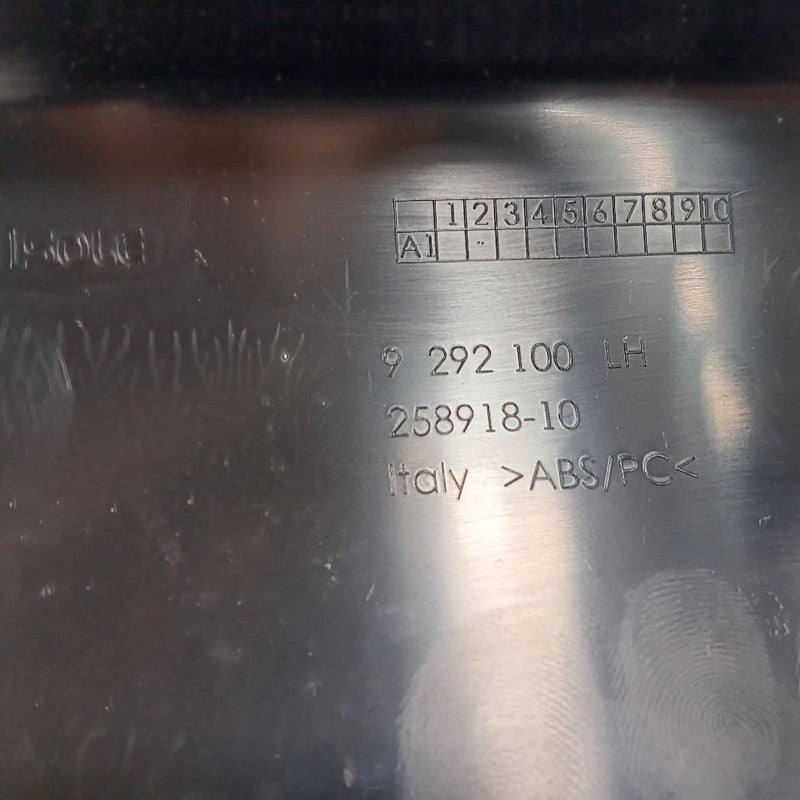 1 2 3 4 5 6 7 8 9 10
A1
9 292 100 LH
258918-10
Italy >ABS/PC<